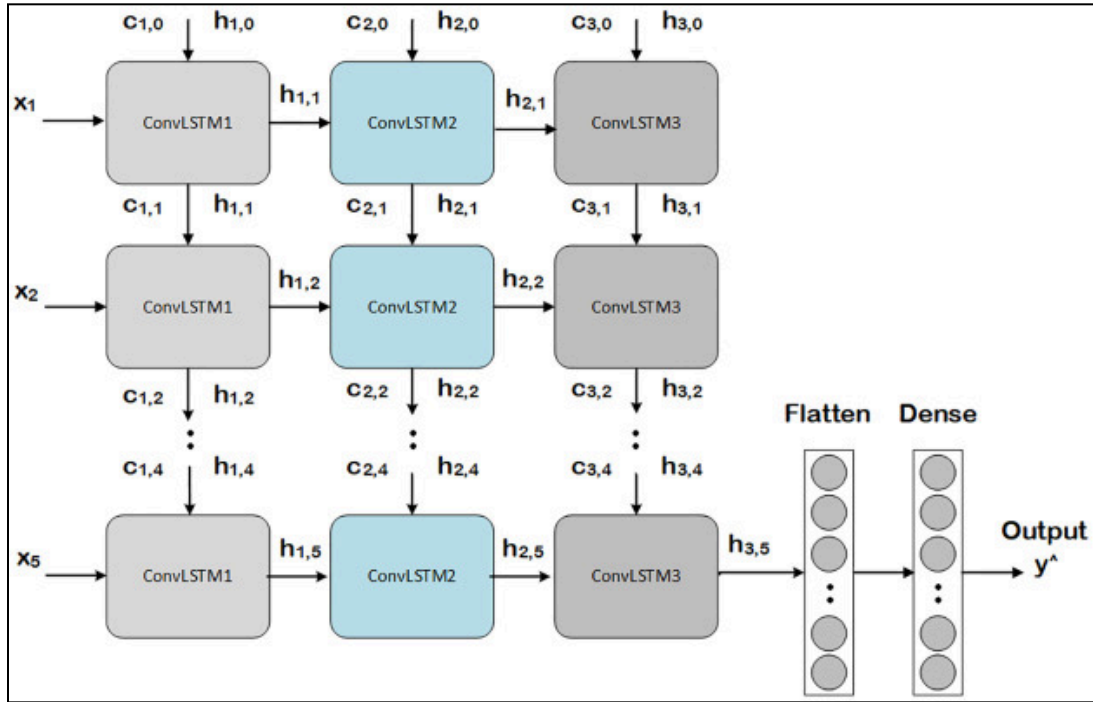 c1,0 h1,0 c2,0 h2,0 c3,0 h3,0
x1 ConvLSTM1 h1,1 ConvLSTM2 h2,1 ConvLSTM3
c1,1 h1,1 c2,1 h2,1 c3,1 h3,1
x2 ConvLSTM1 h1,2 ConvLSTM2 h2,2 ConvLSTM3
c1,2 h1,2 c2,2 h2,2 c3,2 h3,2
Flatten Dense
c1,4 h1,4 c2,4 h2,4 c3,4 h3,4
x5 ConvLSTM1 h1,5 ConvLSTM2 h2,5 ConvLSTM3 h3,5
Output
y^